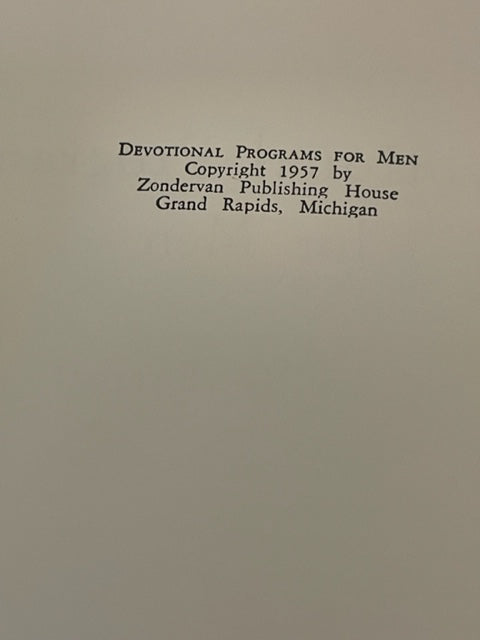 Devotional Programs for Men
Copyright 1957 by
Zondervan Publishing House
Grand Rapids, Michigan